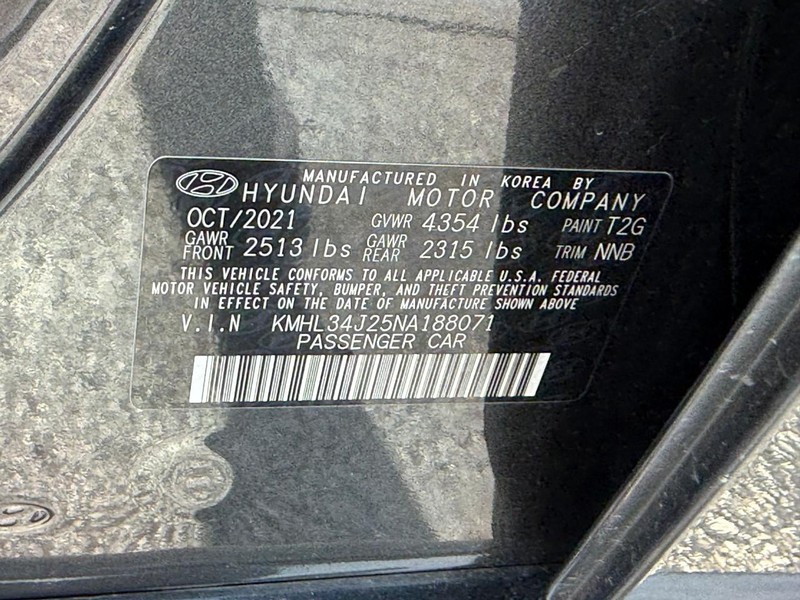 MANUFACTURED IN KOREA BY
HYUNDAI MOTOR COMPANY
OCT/2021 GVWR 4354 lbs PAINT T2G
GAWR FRONT 2513 lbs GAWR REAR 2315 lbs TRIM NNB
THIS VEHICLE CONFORMS TO ALL APPLICABLE U.S.A. FEDERAL
MOTOR VEHICLE SAFETY, BUMPER, AND THEFT PREVENTION STANDARDS
IN EFFECT ON THE DATE OF MANUFACTURE SHOWN ABOVE
V.I.N KMHL34J25NA188071
PASSENGER CAR